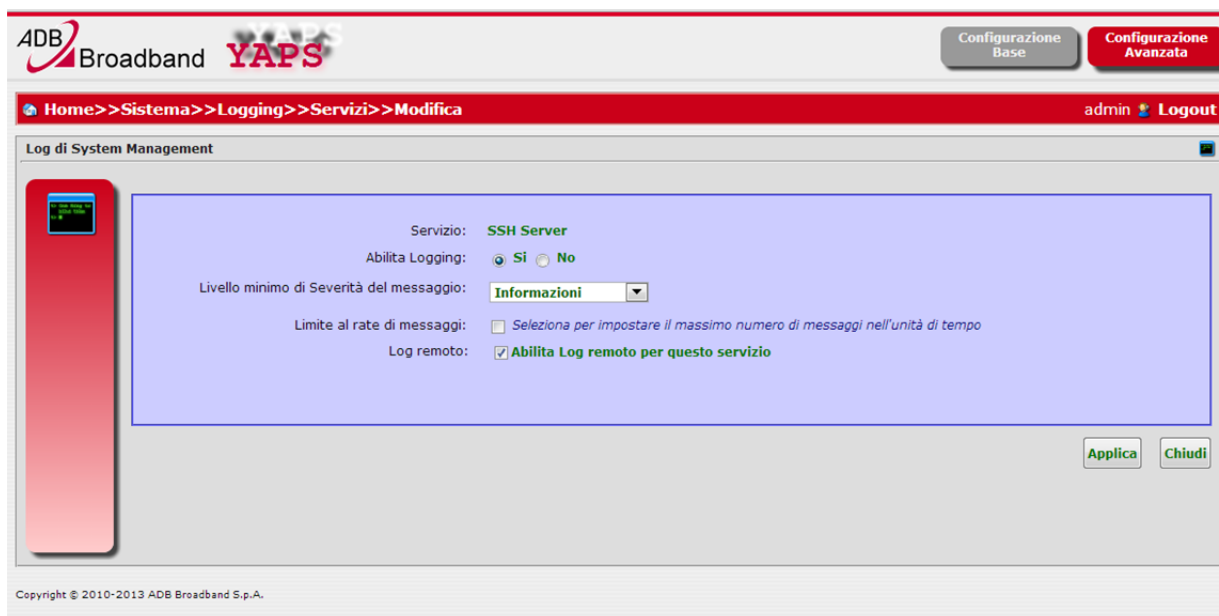 ADB Broadband YAPS
Configurazione Base
Configurazione Avanzata
Home>>Sistema>>Logging>>Servizi>>Modifica
admin Logout
Log di System Management
Servizio: SSH Server
Abilita Logging: Si No
Livello minimo di Severità del messaggio: Informazioni
Limite al rate di messaggi: Seleziona per impostare il massimo numero di messaggi nell'unità di tempo
Log remoto: Abilita Log remoto per questo servizio
Applica Chiudi
Copyright © 2010-2013 ADB Broadband S.p.A.